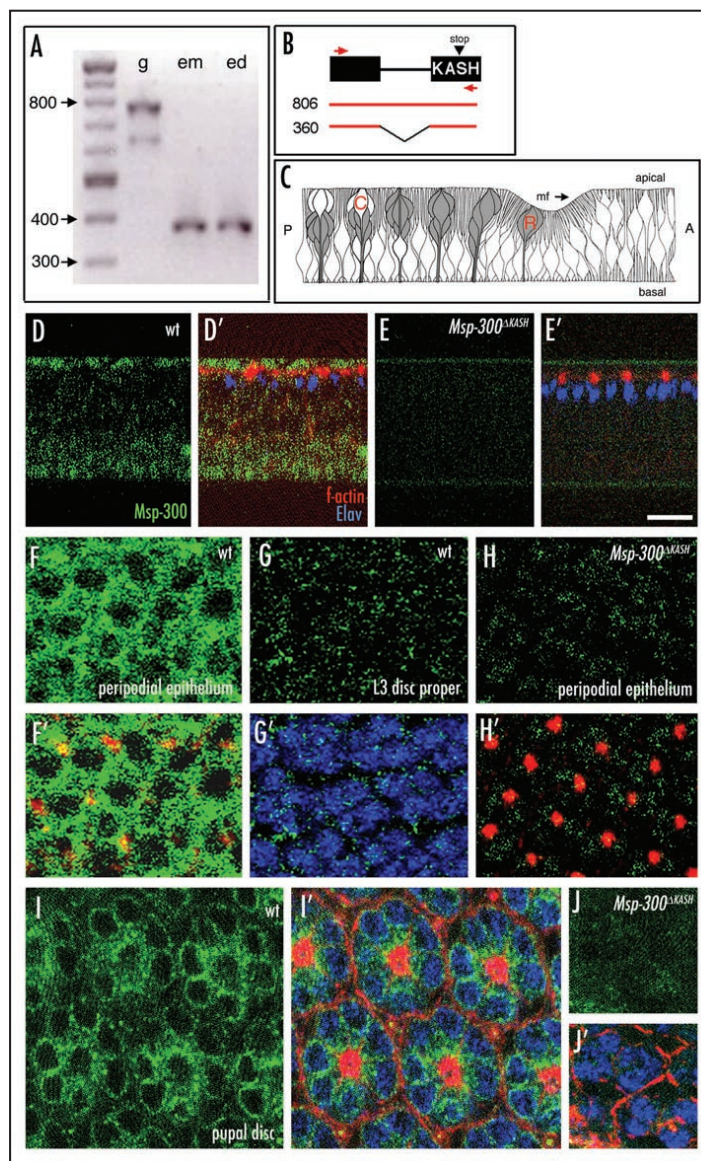 A
g em ed
800
400
300
B
stop
KASH
806
360
C
apical
C
mf
R
P
A
basal
D
wt
Msp-300
D'
f-actin
Elav
E
Msp-300ΔKASH
E'
F
wt
peripodial epithelium
G
wt
L3 disc proper
H
Msp-300ΔKASH
peripodial epithelium
F'
G'
H'
I
wt
pupal disc
I'
J
Msp-300ΔKASH
J'